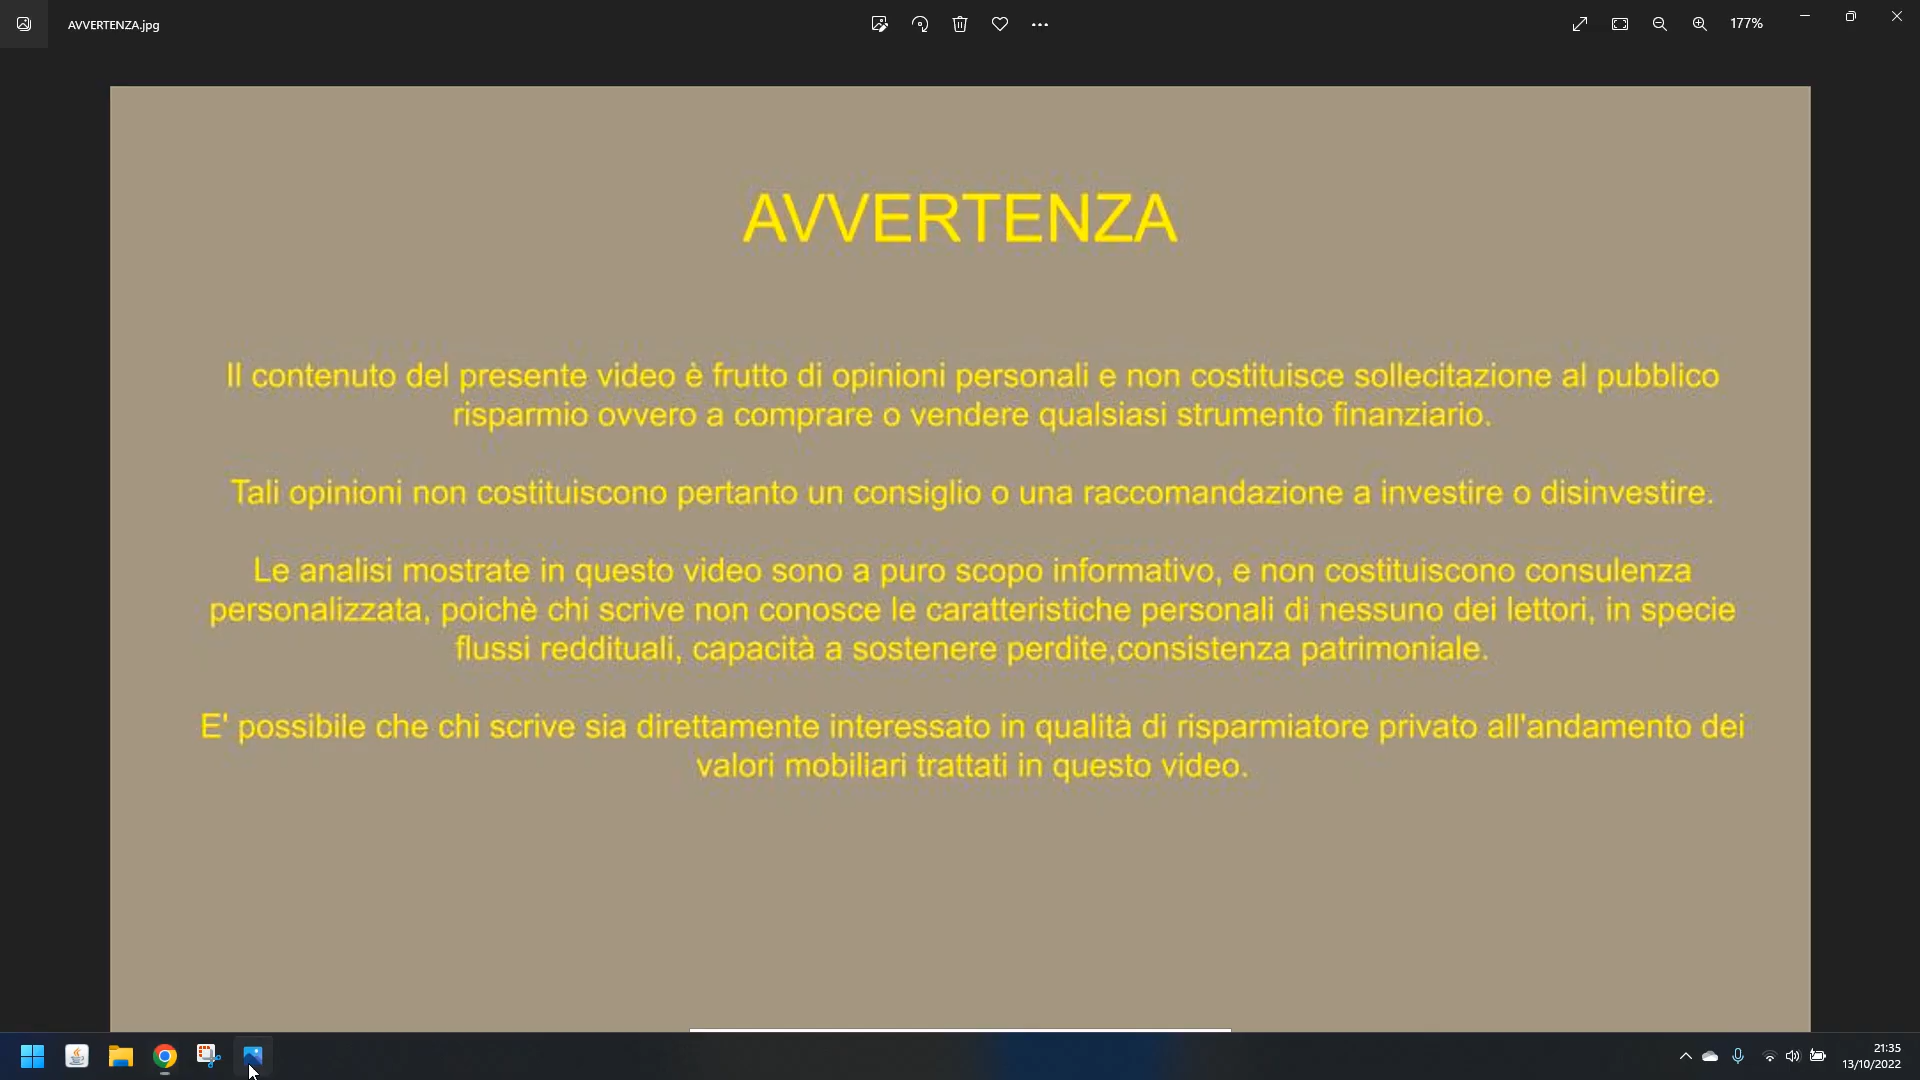 AVVERTENZA.jpg
177%
AVVERTENZA
Il contenuto del presente video è frutto di opinioni personali e non costituisce sollecitazione al pubblico
risparmio ovvero a comprare o vendere qualsiasi strumento finanziario.
Tali opinioni non costituiscono pertanto un consiglio o una raccomandazione a investire o disinvestire.
Le analisi mostrate in questo video sono a puro scopo informativo, e non costituiscono consulenza
personalizzata, poichè chi scrive non conosce le caratteristiche personali di nessuno dei lettori, in specie
flussi reddituali, capacità a sostenere perdite,consistenza patrimoniale.
E' possibile che chi scrive sia direttamente interessato in qualità di risparmiatore privato all'andamento dei
valori mobiliari trattati in questo video.
21:35
13/10/2022